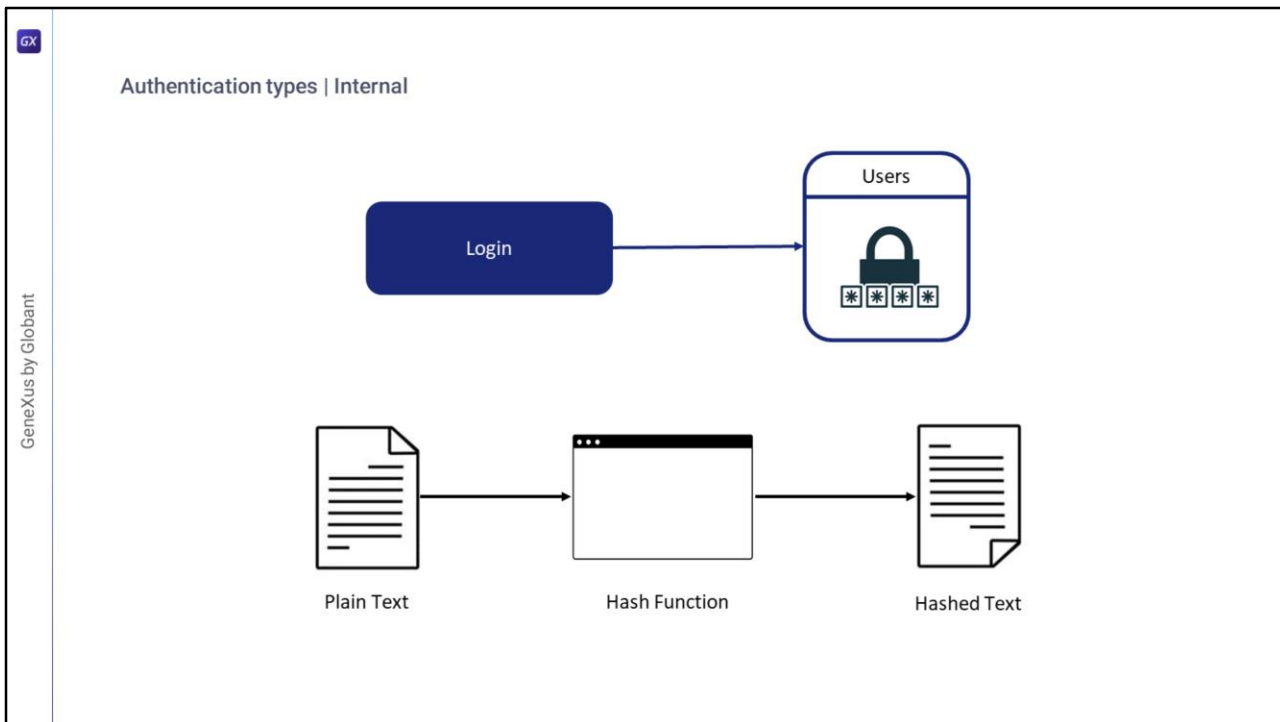 GX
Authentication types | Internal
Users
Login
GeneXus by Globant
Plain Text
Hash Function
Hashed Text